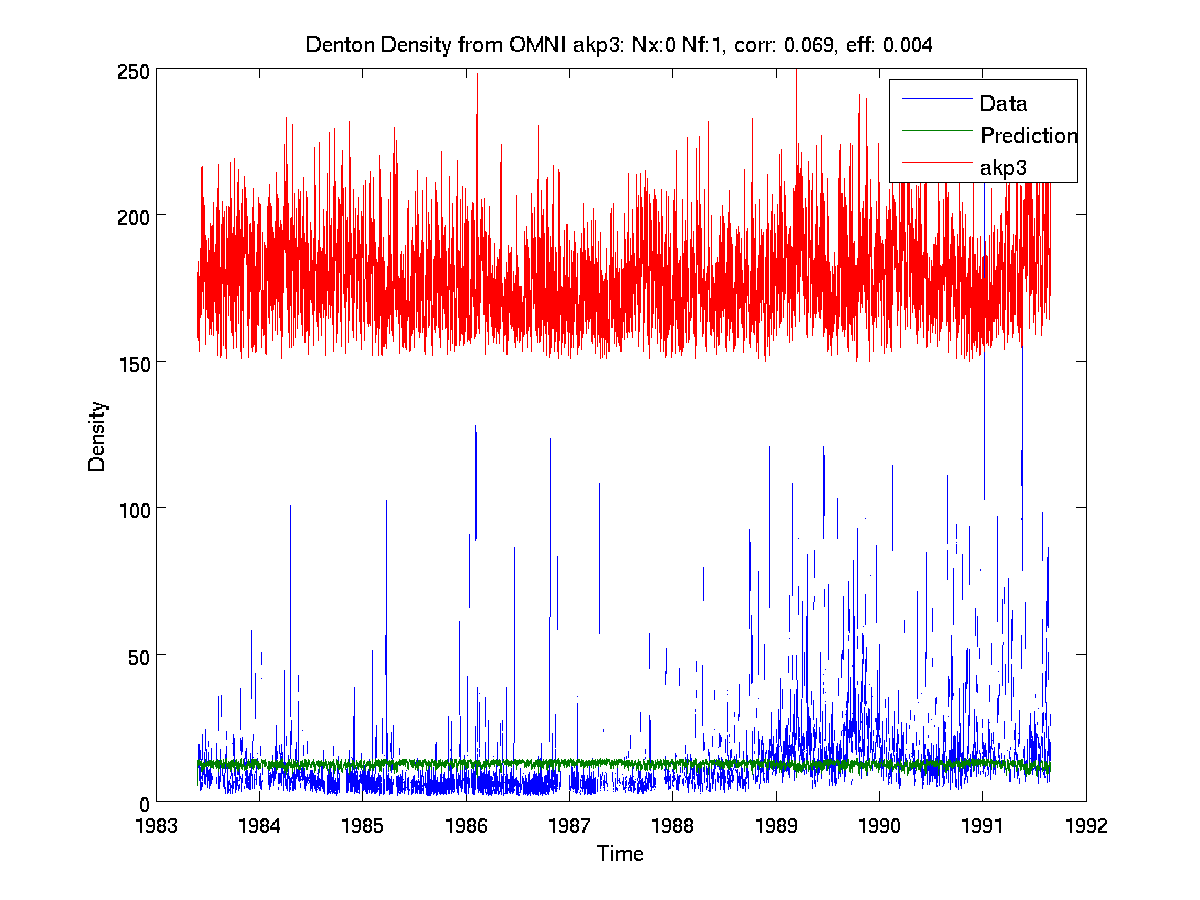 Denton Density from OMNI akp3: Nx:0 Nf:1, corr: 0.069, eff: 0.004
250
200
150
100
50
0
Density
Data
Prediction
akp3
1983 1984 1985 1986 1987 1988 1989 1990 1991 1992
Time